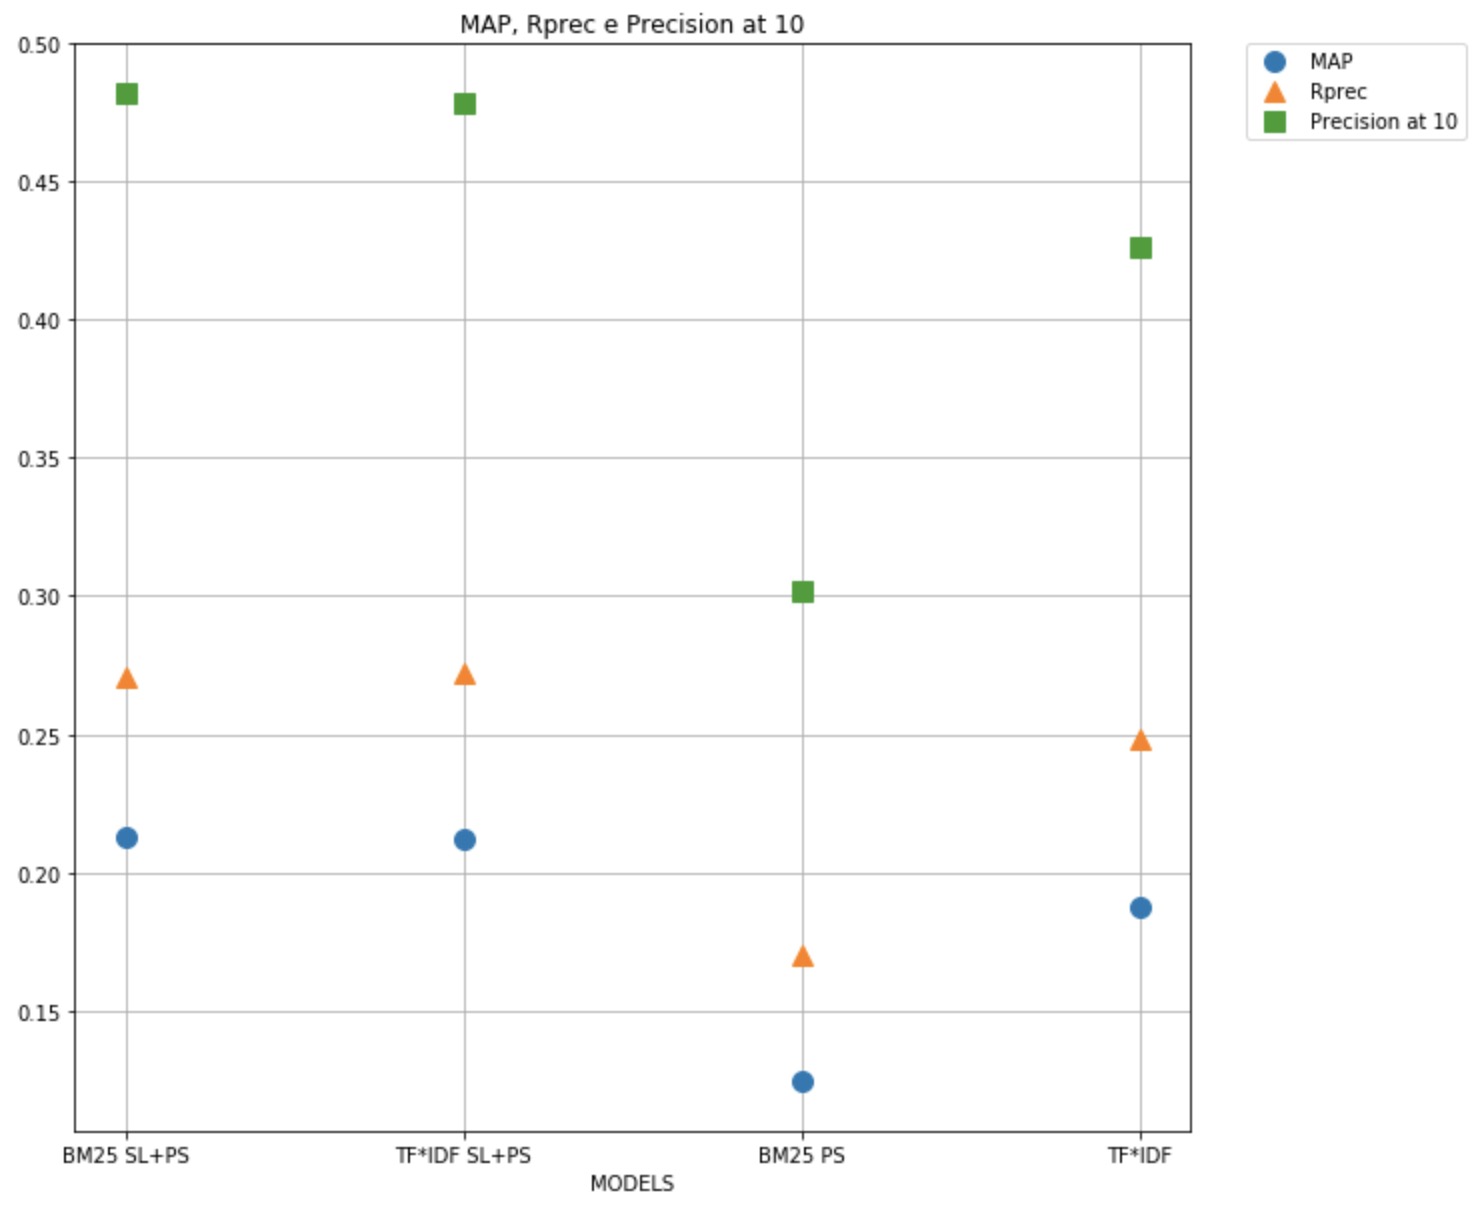 MAP, Rprec e Precision at 10
MAP
Rprec
Precision at 10
0.50
0.45
0.40
0.35
0.30
0.25
0.20
0.15
BM25 SL+PS
TF*IDF SL+PS
BM25 PS
TF*IDF
MODELS